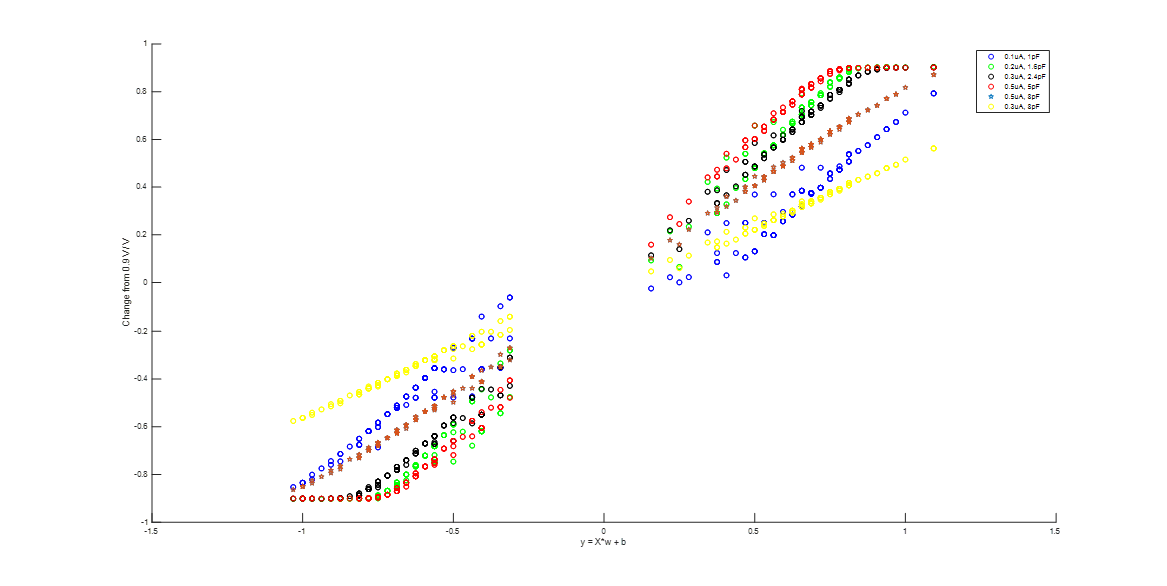 1
0.8
0.6
0.4
0.2
0
-0.2
-0.4
-0.6
-0.8
-1
Change from 0.9 V/V
-1.5 -1 -0.5 0 0.5 1 1.5
y = X*w + b
0.1uA, 1pF
0.2uA, 1.6pF
0.3uA, 2.4pF
0.5uA, 5pF
0.5uA, 8pF
0.3uA, 8pF